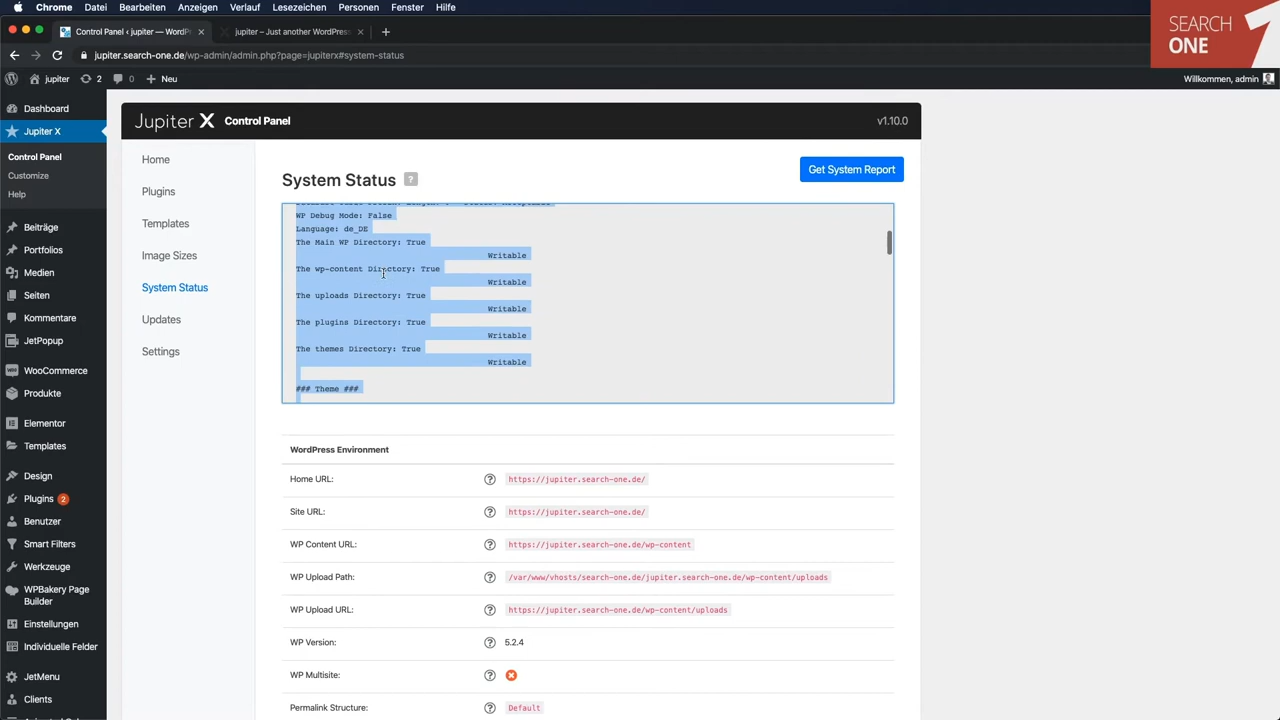 Chrome Datei Bearbeiten Anzeigen Verlauf Lesezeichen Personen Fenster Hilfe
SEARCH
ONE
Control Panel ‹ jupiter — WordPr
jupiter – Just another WordPress
jupiter.search-one.de/wp-admin/admin.php?page=jupiterx#system-status
jupiter 2 0 Neu
Willkommen, admin
Dashboard
Jupiter X
Control Panel
Customize
Help
Beiträge
Portfolios
Medien
Seiten
Kommentare
JetPopup
WooCommerce
Produkte
Elementor
Templates
Design
Plugins 2
Benutzer
Smart Filters
Werkzeuge
WPBakery Page
Builder
Einstellungen
Individuelle Felder
JetMenu
Clients
Jupiter X Control Panel
v1.10.0
Home
Plugins
Templates
Image Sizes
System Status
Updates
Settings
System Status ?
Get System Report
WP Debug Mode: False
Language: de_DE
The Main WP Directory: True
Writable
The wp-content Directory: True
Writable
The uploads Directory: True
Writable
The plugins Directory: True
Writable
The themes Directory: True
Writable
### Theme ###
WordPress Environment
Home URL: ? https://jupiter.search-one.de/
Site URL: ? https://jupiter.search-one.de/
WP Content URL: ? https://jupiter.search-one.de/wp-content
WP Upload Path: ? /var/www/vhosts/search-one.de/jupiter.search-one.de/wp-content/uploads
WP Upload URL: ? https://jupiter.search-one.de/wp-content/uploads
WP Version: ? 5.2.4
WP Multisite: ?
Permalink Structure: ? Default